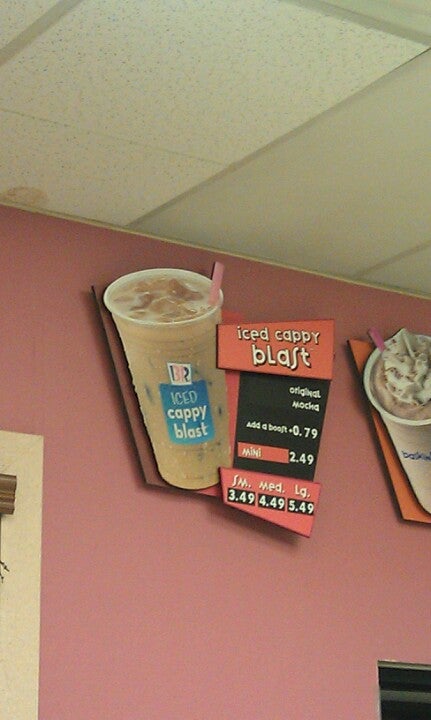 BR
ICED
cappy
blast
iced cappy
blast
original
mocha
Add a boost +0.79
MINI 2.49
Sm. Med. Lg.
3.49 4.49 5.49